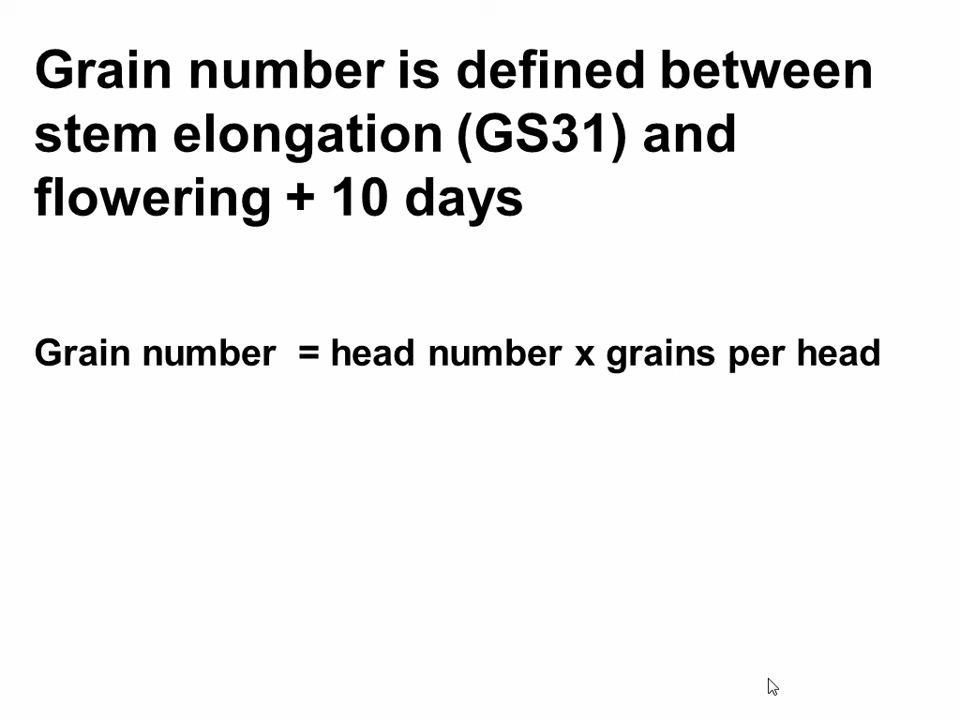 Grain number is defined between
stem elongation (GS31) and
flowering + 10 days
Grain number = head number x grains per head